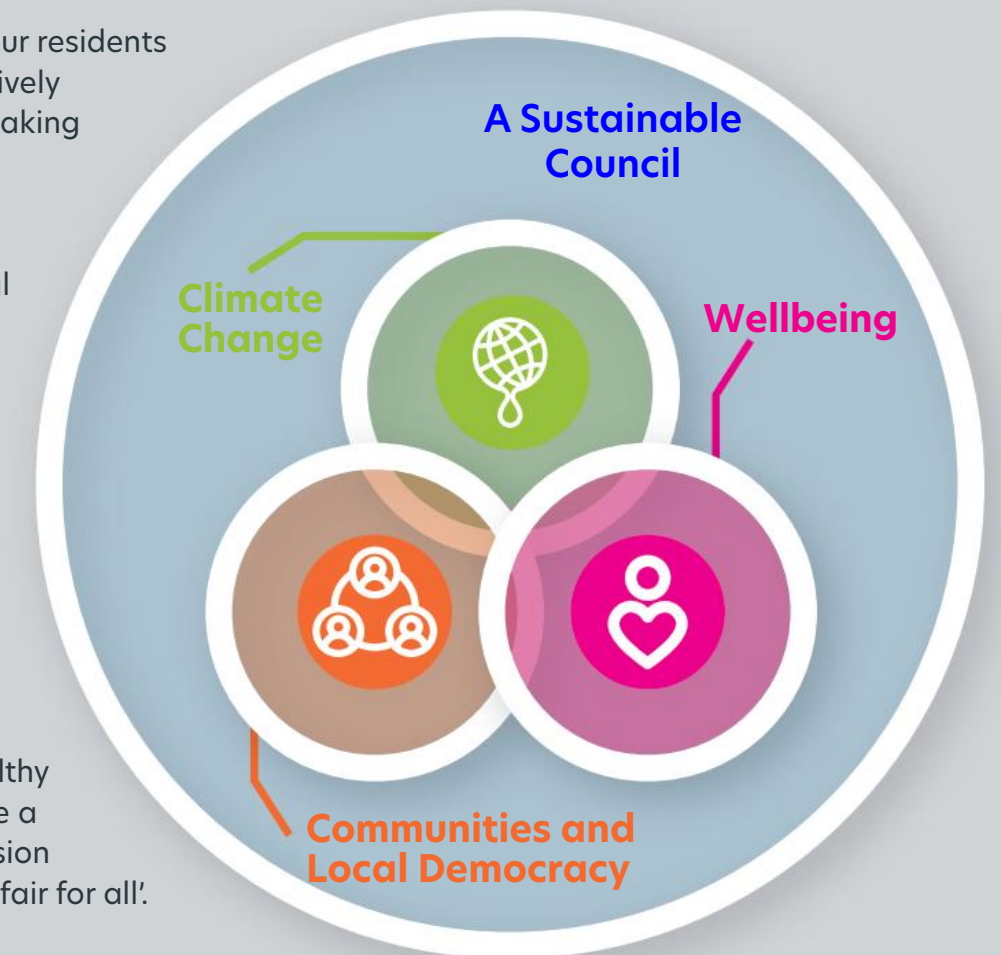 ur residents
ively
aking
l
lthy
e a
sion
fair for all'.
A Sustainable
Council
Climate
Change
Wellbeing
Communities and
Local Democracy